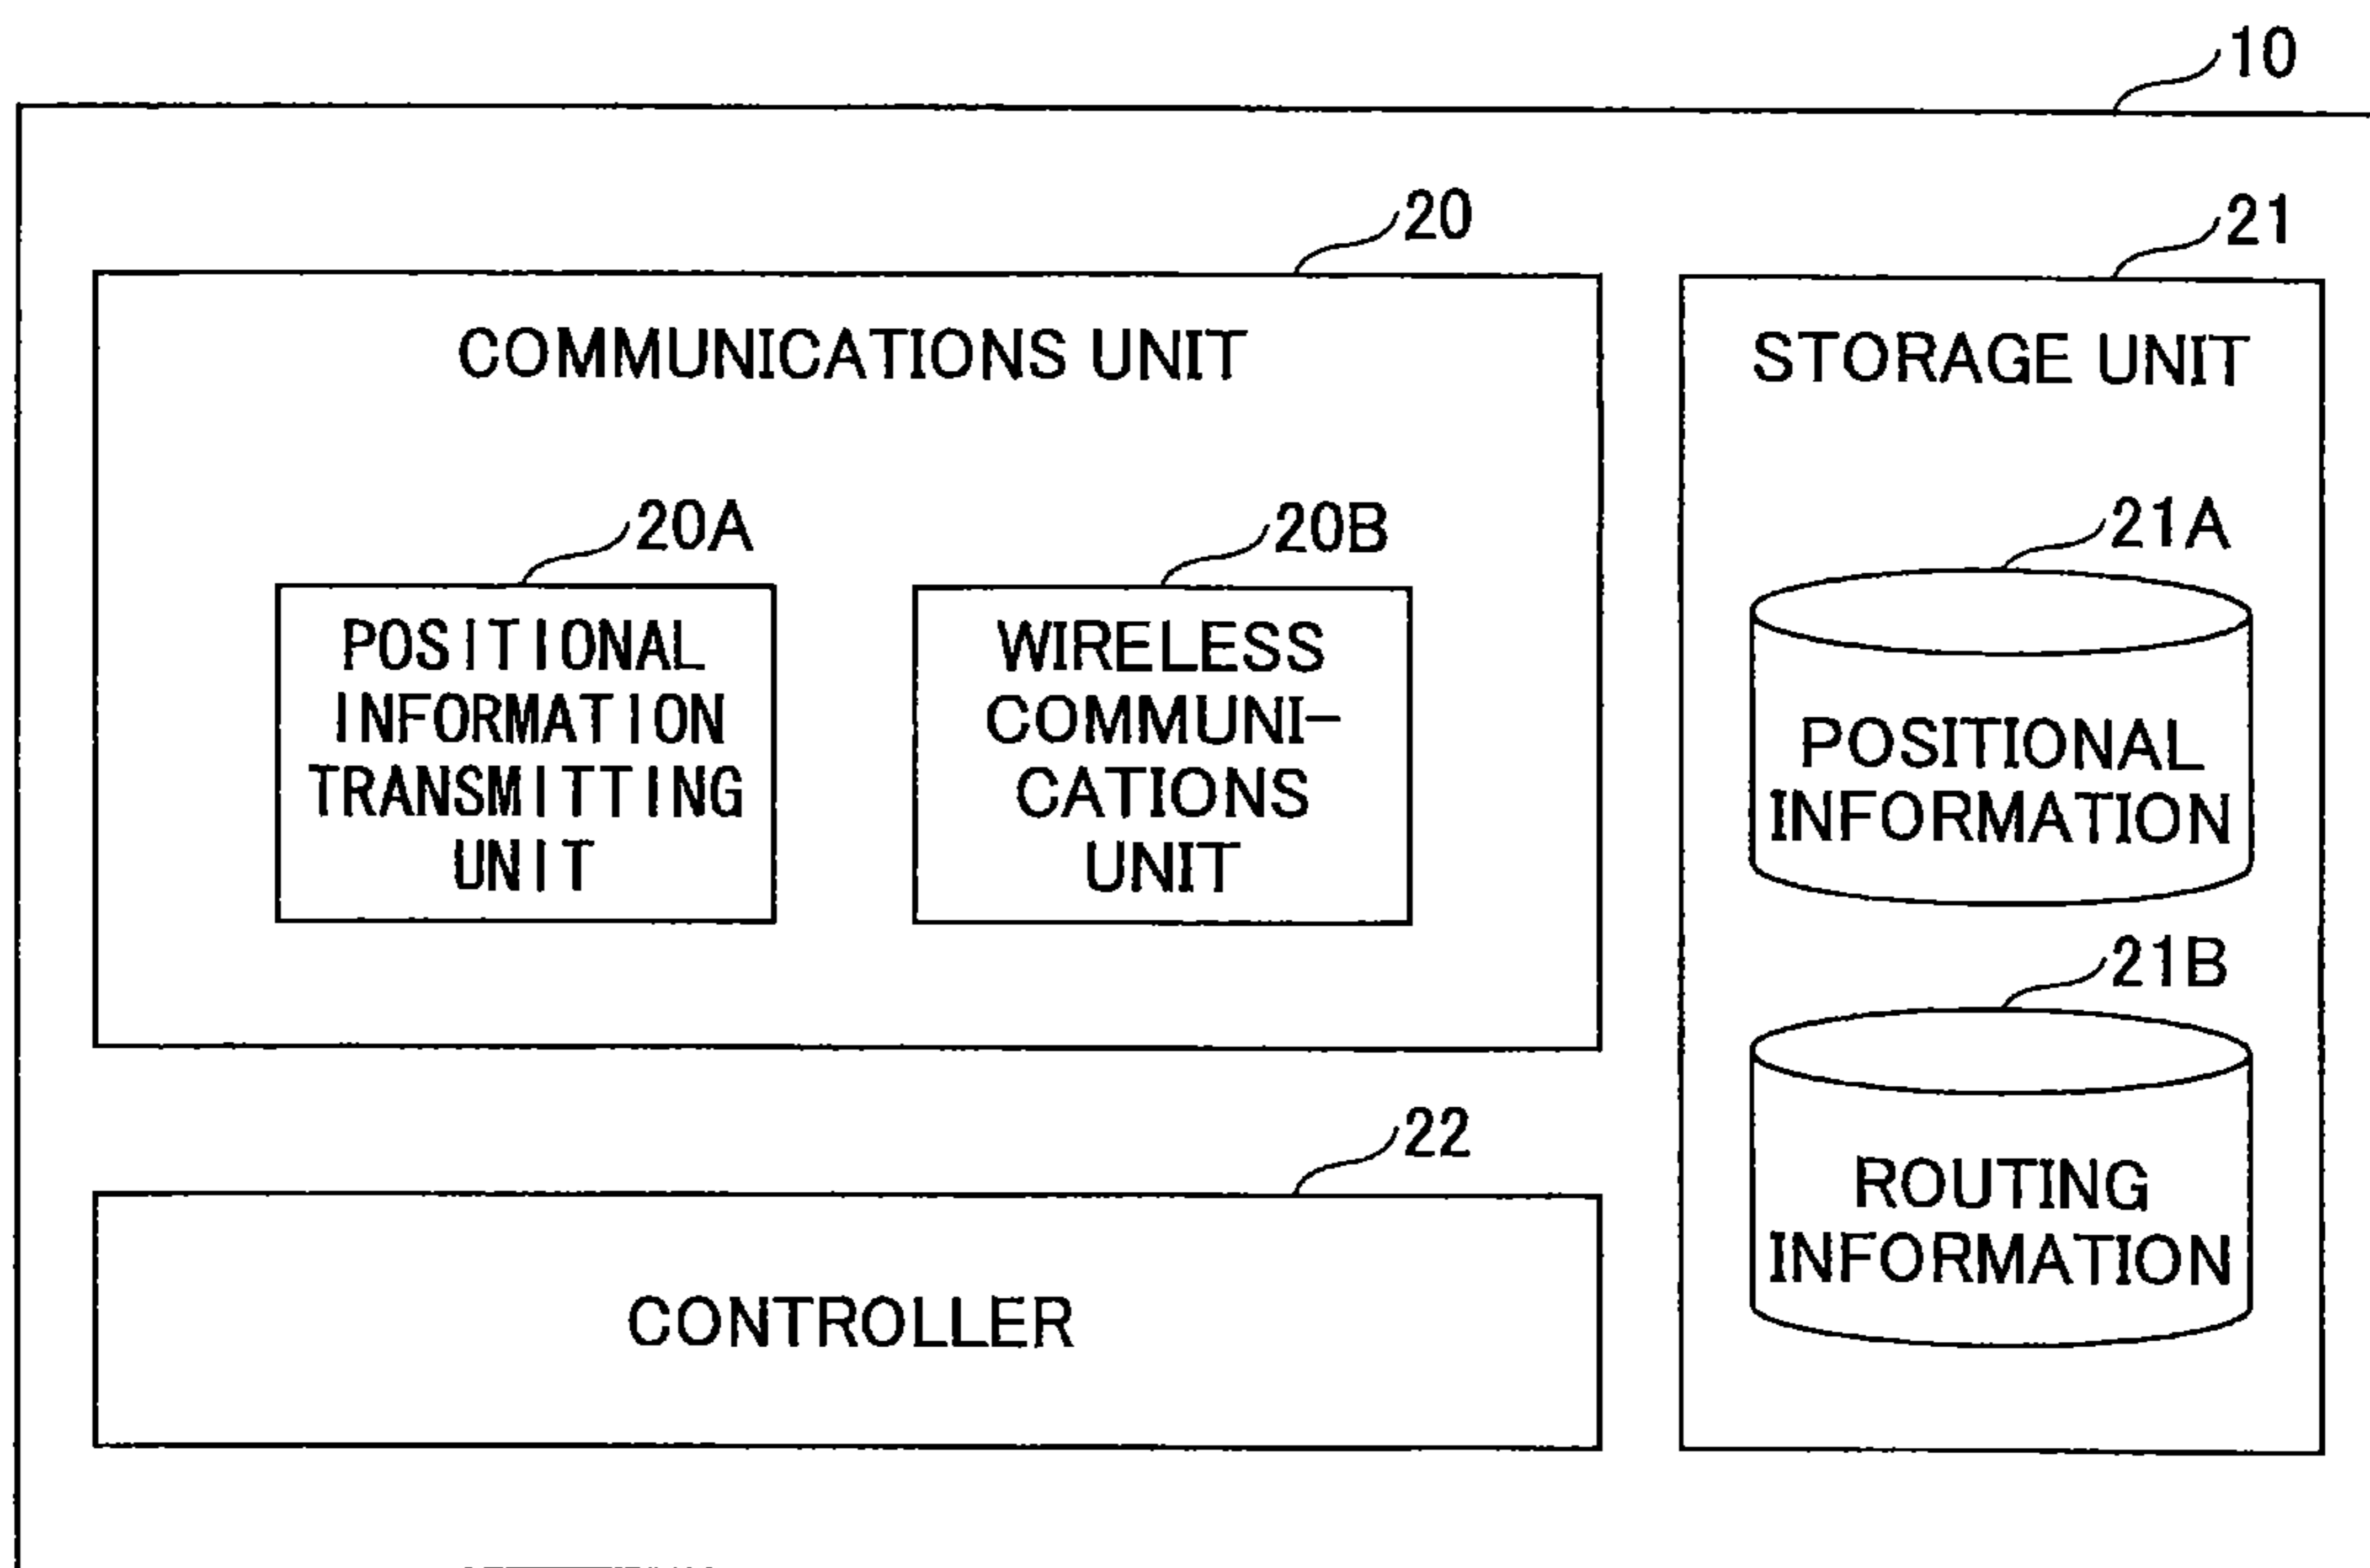 10
20
COMMUNICATIONS UNIT
20A
POSITIONAL
INFORMATION
TRANSMITTING
UNIT
20B
WIRELESS
COMMUNI-
CATIONS
UNIT
22
CONTROLLER
21
STORAGE UNIT
21A
POSITIONAL
INFORMATION
21B
ROUTING
INFORMATION